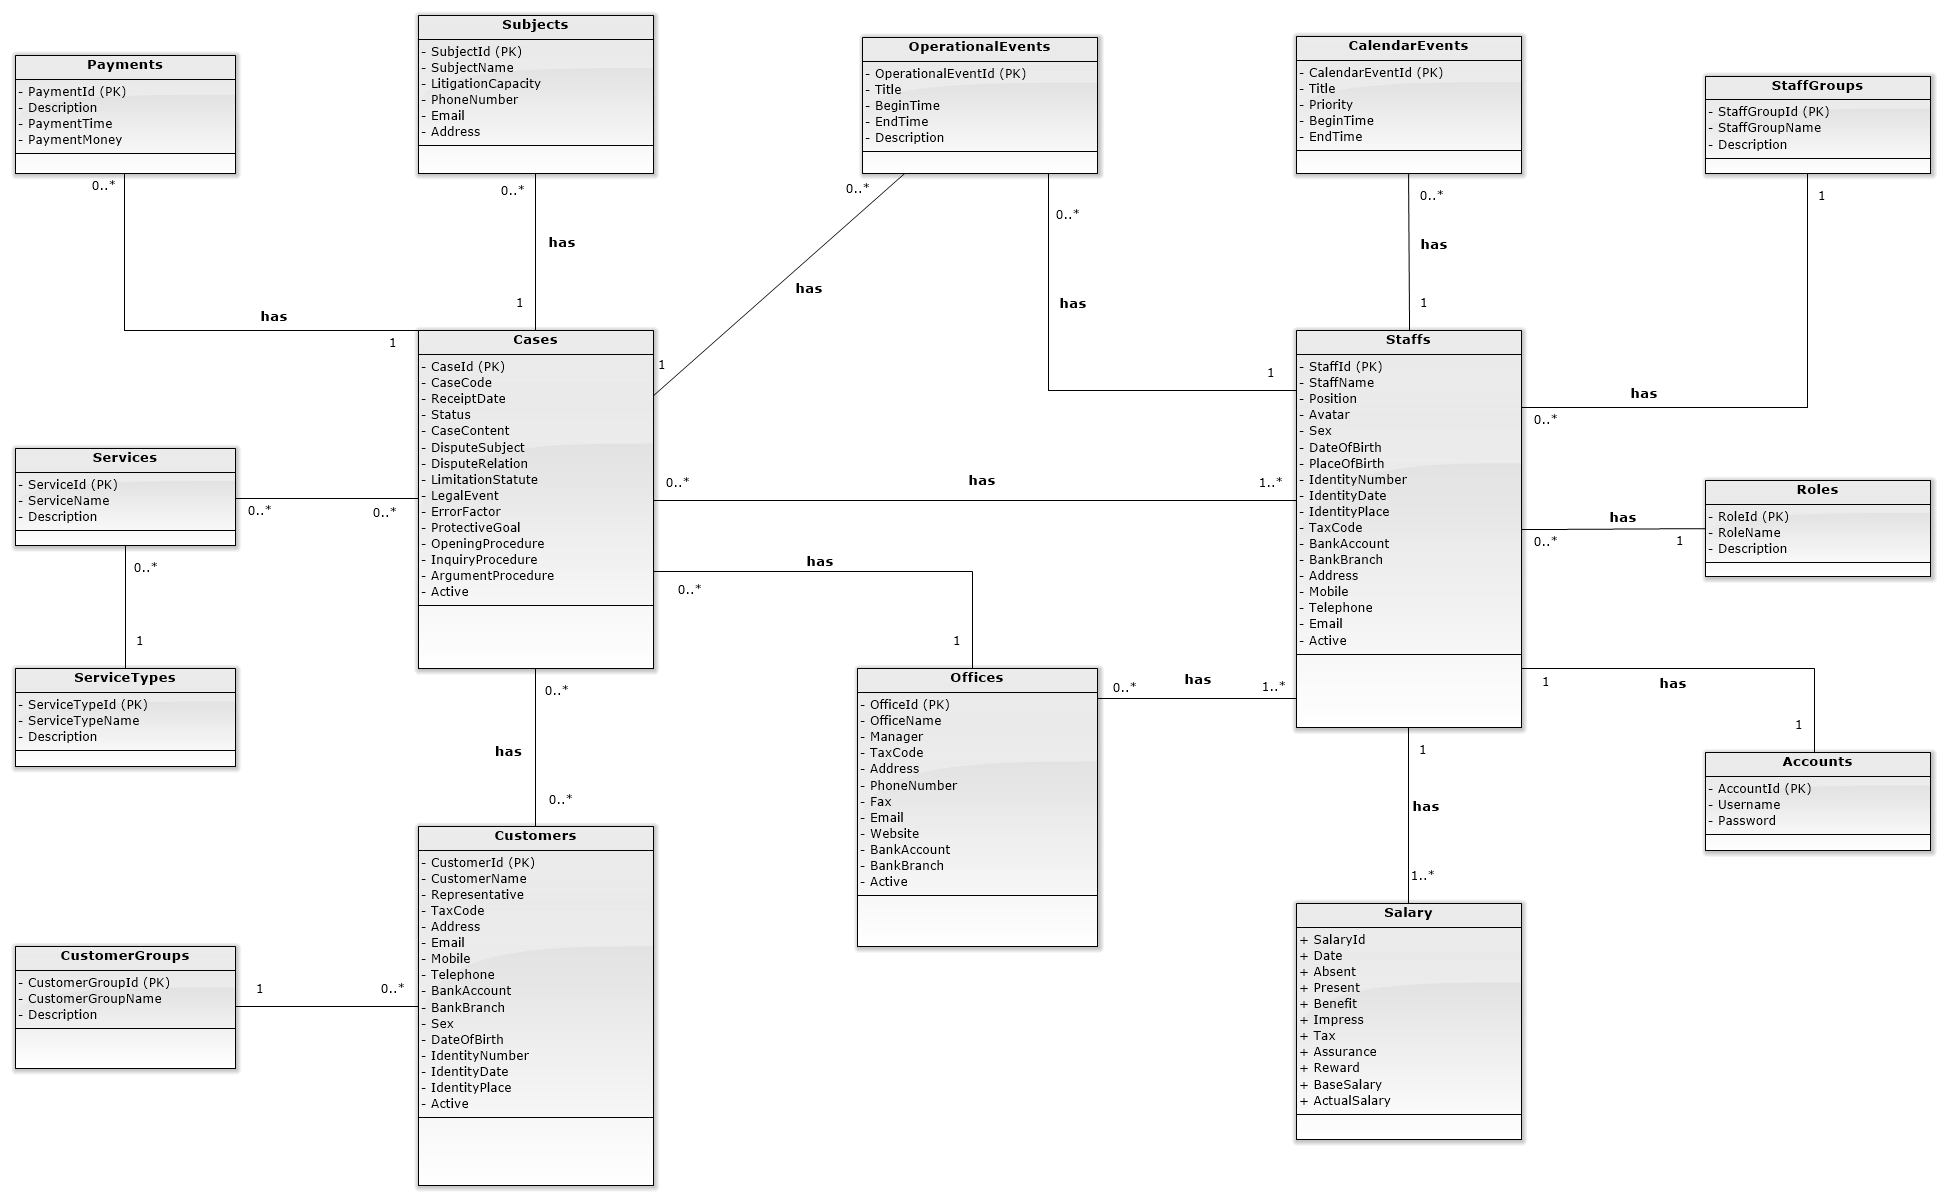 Payments
- PaymentId (PK)
- Description
- PaymentTime
- PaymentMoney
Subjects
- SubjectId (PK)
- SubjectName
- LitigationCapacity
- PhoneNumber
- Email
- Address
OperationalEvents
- OperationalEventId (PK)
- Title
- BeginTime
- EndTime
- Description
CalendarEvents
- CalendarEventId (PK)
- Title
- Priority
- BeginTime
- EndTime
StaffGroups
- StaffGroupId (PK)
- StaffGroupName
- Description
0..*
has
1
0..*
has
1
0..*
has
1
0..*
has
1
0..*
has
1
1
has
0..*
Cases
- CaseId (PK)
- CaseCode
- ReceiptDate
- Status
- CaseContent
- DisputeSubject
- DisputeRelation
- LimitationStatute
- LegalEvent
- ErrorFactor
- ProtectiveGoal
- OpeningProcedure
- InquiryProcedure
- ArgumentProcedure
- Active
Staffs
- StaffId (PK)
- StaffName
- Position
- Avatar
- Sex
- DateOfBirth
- PlaceOfBirth
- IdentityNumber
- IdentityDate
- IdentityPlace
- TaxCode
- BankAccount
- BankBranch
- Address
- Mobile
- Telephone
- Email
- Active
Services
- ServiceId (PK)
- ServiceName
- Description
0..*
0..*
0..*
has
1..*
Roles
- RoleId (PK)
- RoleName
- Description
has
0..*
1
0..*
1
has
0..*
1
ServiceTypes
- ServiceTypeId (PK)
- ServiceTypeName
- Description
Offices
- OfficeId (PK)
- OfficeName
- Manager
- TaxCode
- Address
- PhoneNumber
- Fax
- Email
- Website
- BankAccount
- BankBranch
- Active
0..*
has
1..*
1
has
1
Accounts
- AccountId (PK)
- Username
- Password
0..*
has
0..*
1
has
1..*
Customers
- CustomerId (PK)
- CustomerName
- Representative
- TaxCode
- Address
- Email
- Mobile
- Telephone
- BankAccount
- BankBranch
- Sex
- DateOfBirth
- IdentityNumber
- IdentityDate
- IdentityPlace
- Active
CustomerGroups
- CustomerGroupId (PK)
- CustomerGroupName
- Description
1
0..*
Salary
+ SalaryId
+ Date
+ Absent
+ Present
+ Benefit
+ Impress
+ Tax
+ Assurance
+ Reward
+ BaseSalary
+ ActualSalary